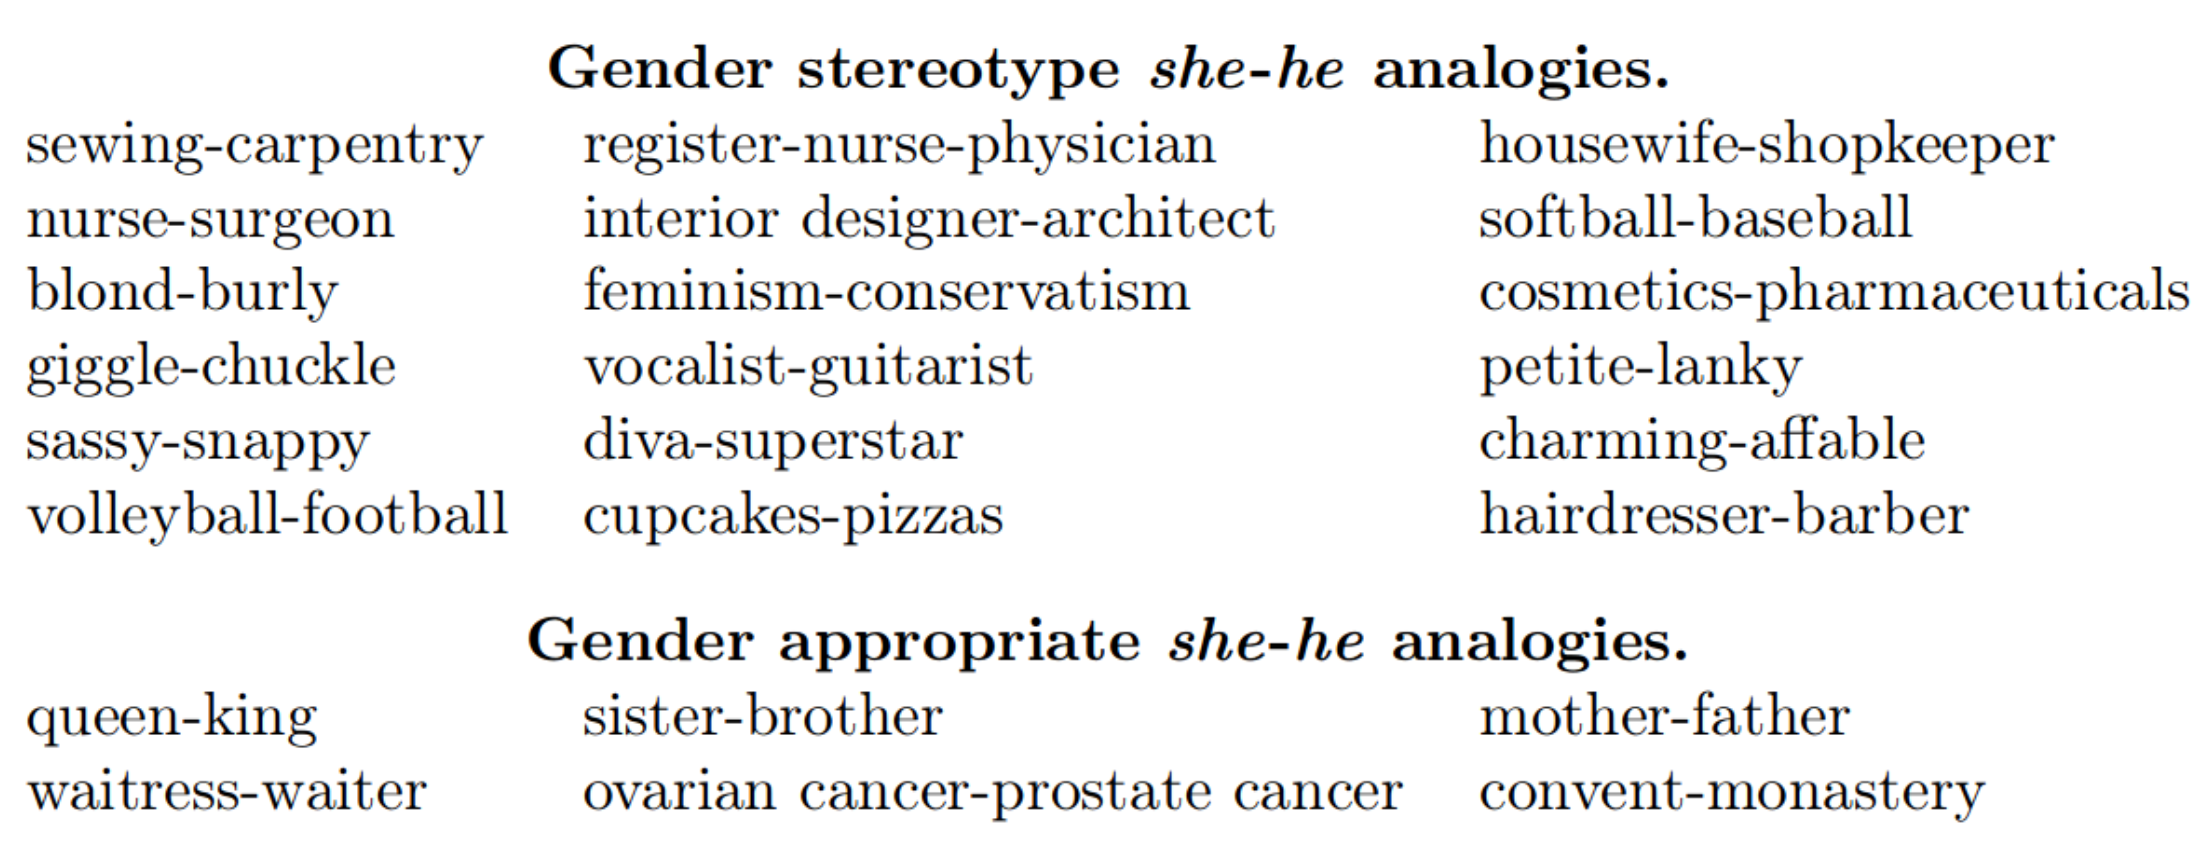 Gender stereotype she-he analogies.
sewing-carpentry register-nurse-physician housewife-shopkeeper
nurse-surgeon interior designer-architect softball-baseball
blond-burly feminism-conservatism cosmetics-pharmaceuticals
giggle-chuckle vocalist-guitarist petite-lanky
sassy-snappy diva-superstar charming-affable
volleyball-football cupcakes-pizzas hairdresser-barber
Gender appropriate she-he analogies.
queen-king sister-brother mother-father
waitress-waiter ovarian cancer-prostate cancer convent-monastery